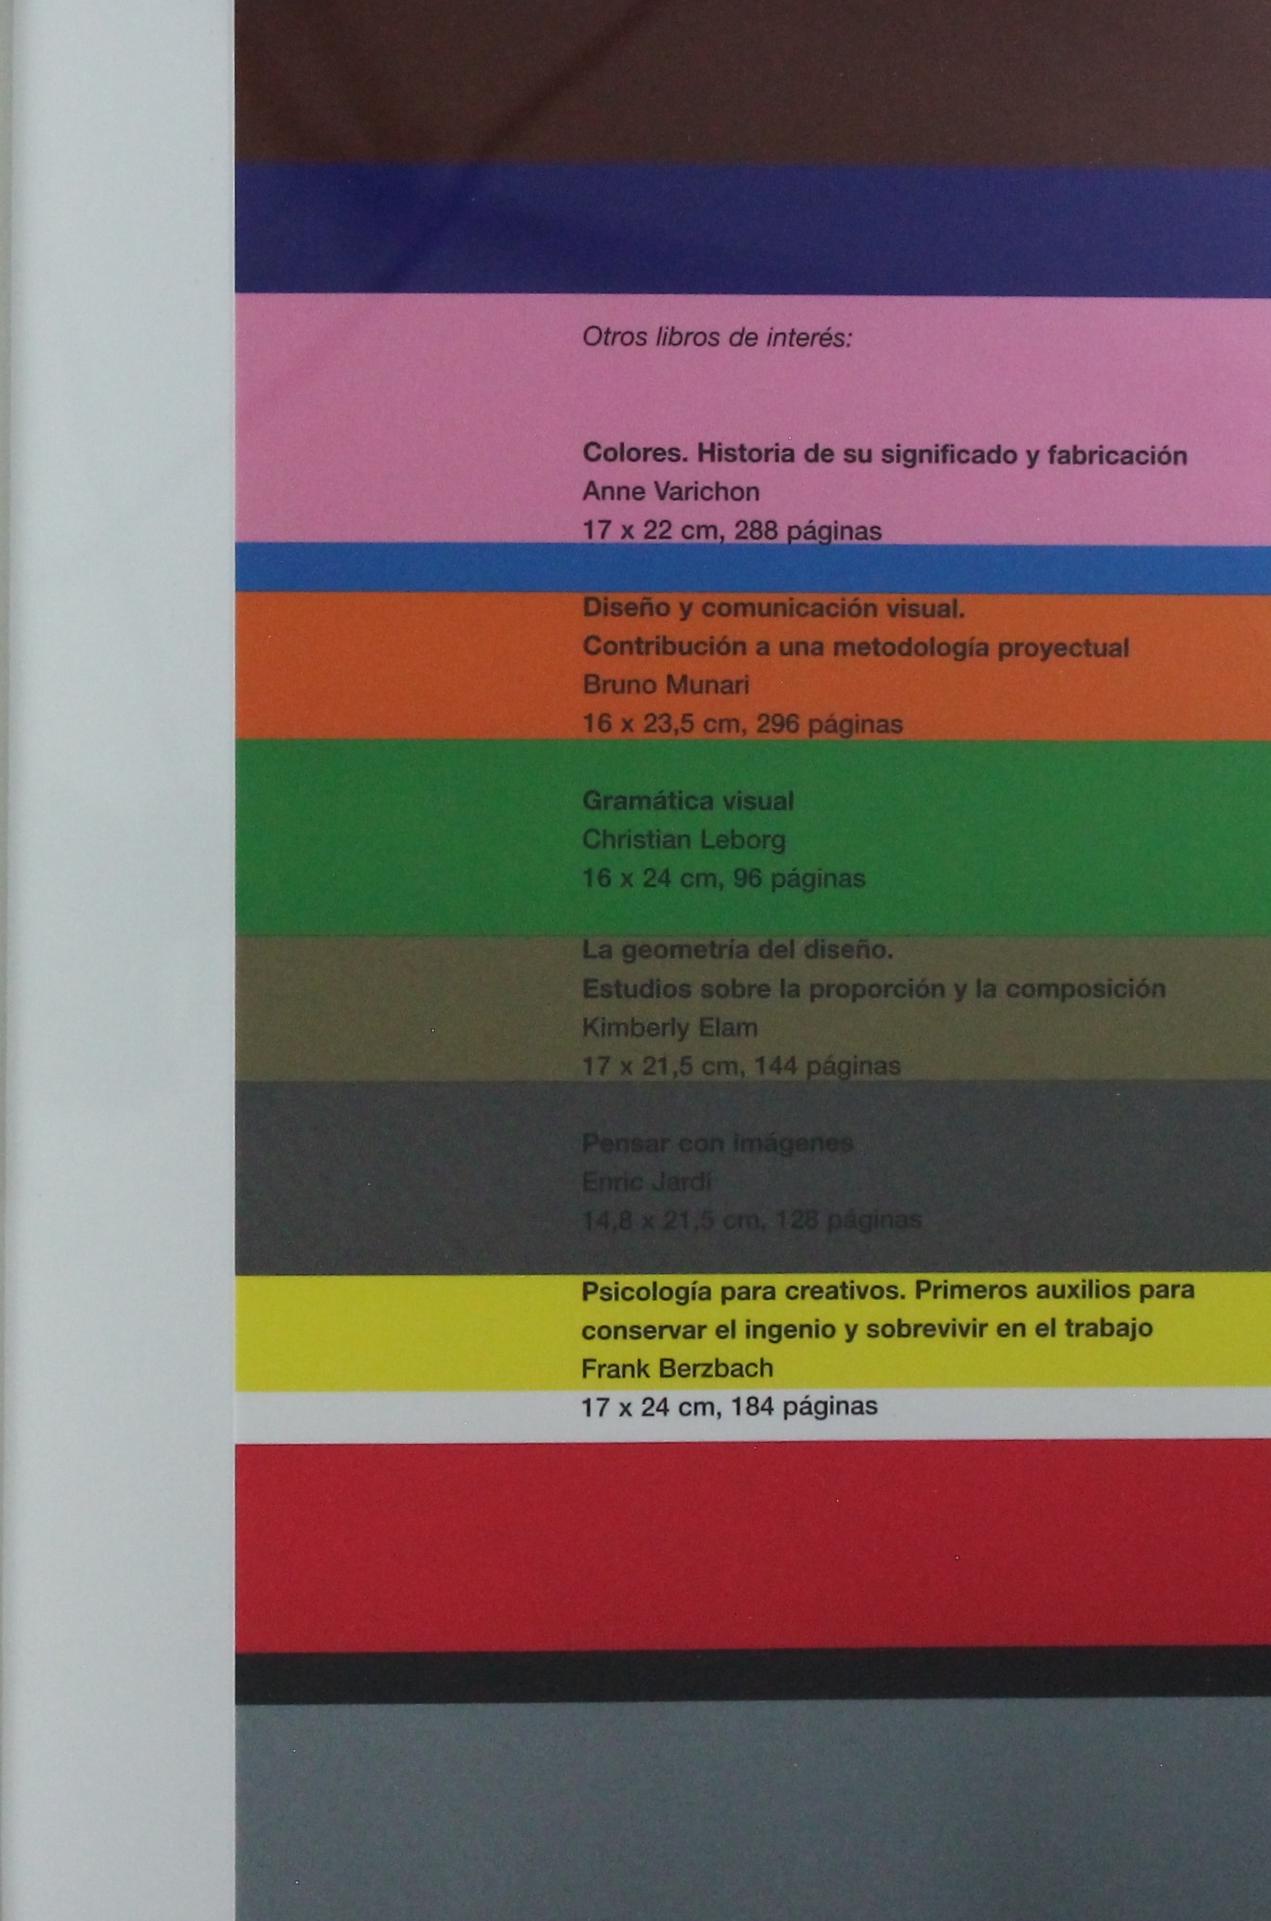 Otros libros de interés:
Colores. Historia de su significado y fabricación
Anne Varichon
17 x 22 cm, 288 páginas
Diseño y comunicación visual.
Contribución a una metodología proyectual
Bruno Munari
16 x 23,5 cm, 296 páginas
Gramática visual
Christian Leborg
16 x 24 cm, 96 páginas
La geometría del diseño.
Estudios sobre la proporción y la composición
Kimberly Elam
17 x 21,5 cm, 144 páginas
Pensar con imágenes
Enric Jardí
14,8 x 21,5 cm, 128 páginas
Psicología para creativos. Primeros auxilios para
conservar el ingenio y sobrevivir en el trabajo
Frank Berzbach
17 x 24 cm, 184 páginas